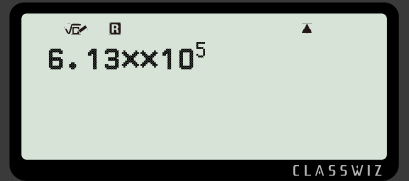 √▱ R ▲
6.13××10⁵
CLASSWIZ